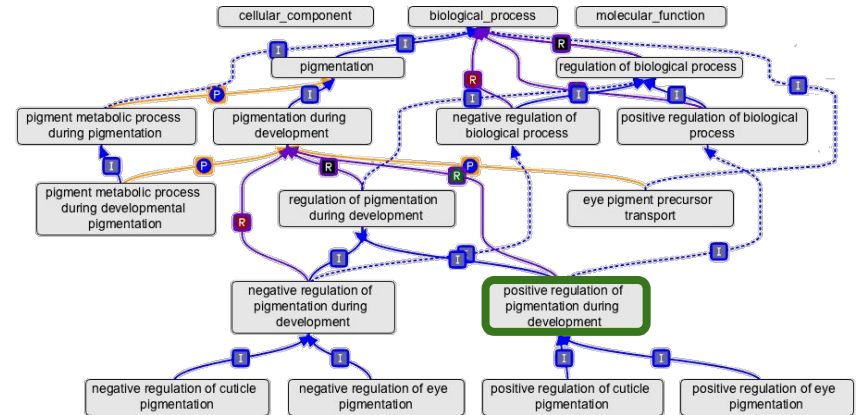 cellular_component
biological_process
molecular_function
I
I
R
pigmentation
regulation of biological process
R
I
I
I
I
P
I
pigment metabolic process
during pigmentation
pigmentation during
development
negative regulation of
biological process
positive regulation of biological
process
I
P
R
R
P
pigment metabolic process
during developmental
pigmentation
regulation of pigmentation
during development
eye pigment precursor
transport
R
I
I
I
I
negative regulation of
pigmentation during
development
positive regulation of
pigmentation during
development
I
I
I
I
negative regulation of cuticle
pigmentation
negative regulation of eye
pigmentation
positive regulation of cuticle
pigmentation
positive regulation of eye
pigmentation